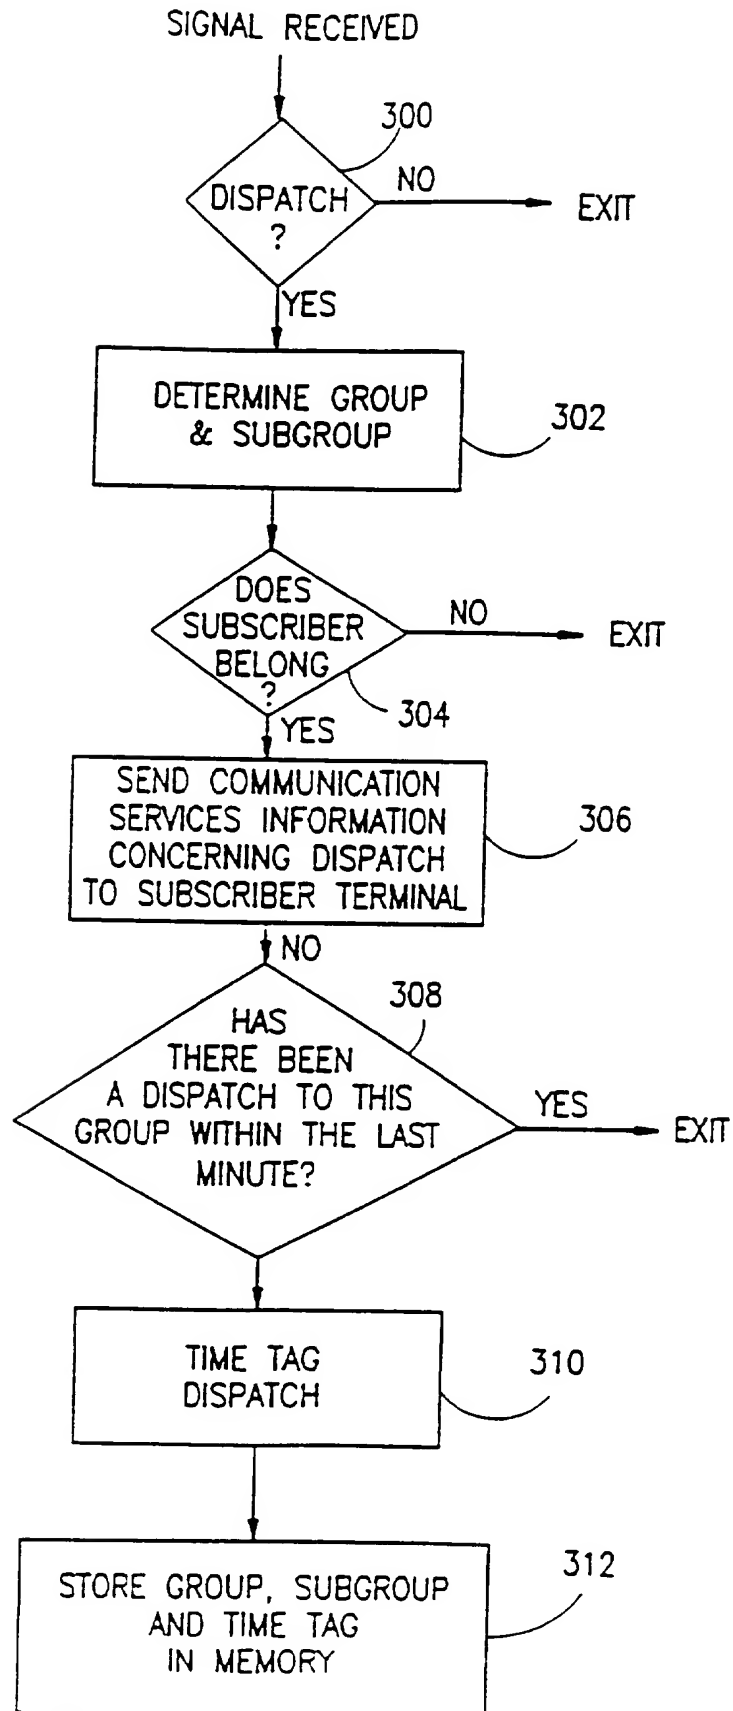 SIGNAL RECEIVED
300
DISPATCH
?
NO
EXIT
YES
DETERMINE GROUP
& SUBGROUP
302
DOES
SUBSCRIBER
BELONG
?
NO
EXIT
304
YES
SEND COMMUNICATION
SERVICES INFORMATION
CONCERNING DISPATCH
TO SUBSCRIBER TERMINAL
306
NO
308
HAS
THERE BEEN
A DISPATCH TO THIS
GROUP WITHIN THE LAST
MINUTE?
YES
EXIT
TIME TAG
DISPATCH
310
STORE GROUP, SUBGROUP
AND TIME TAG
IN MEMORY
312